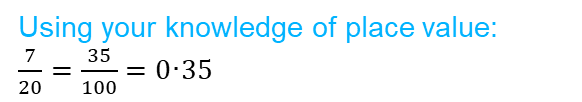 Using your knowledge of place value:
7/20 = 35/100 = 0·35